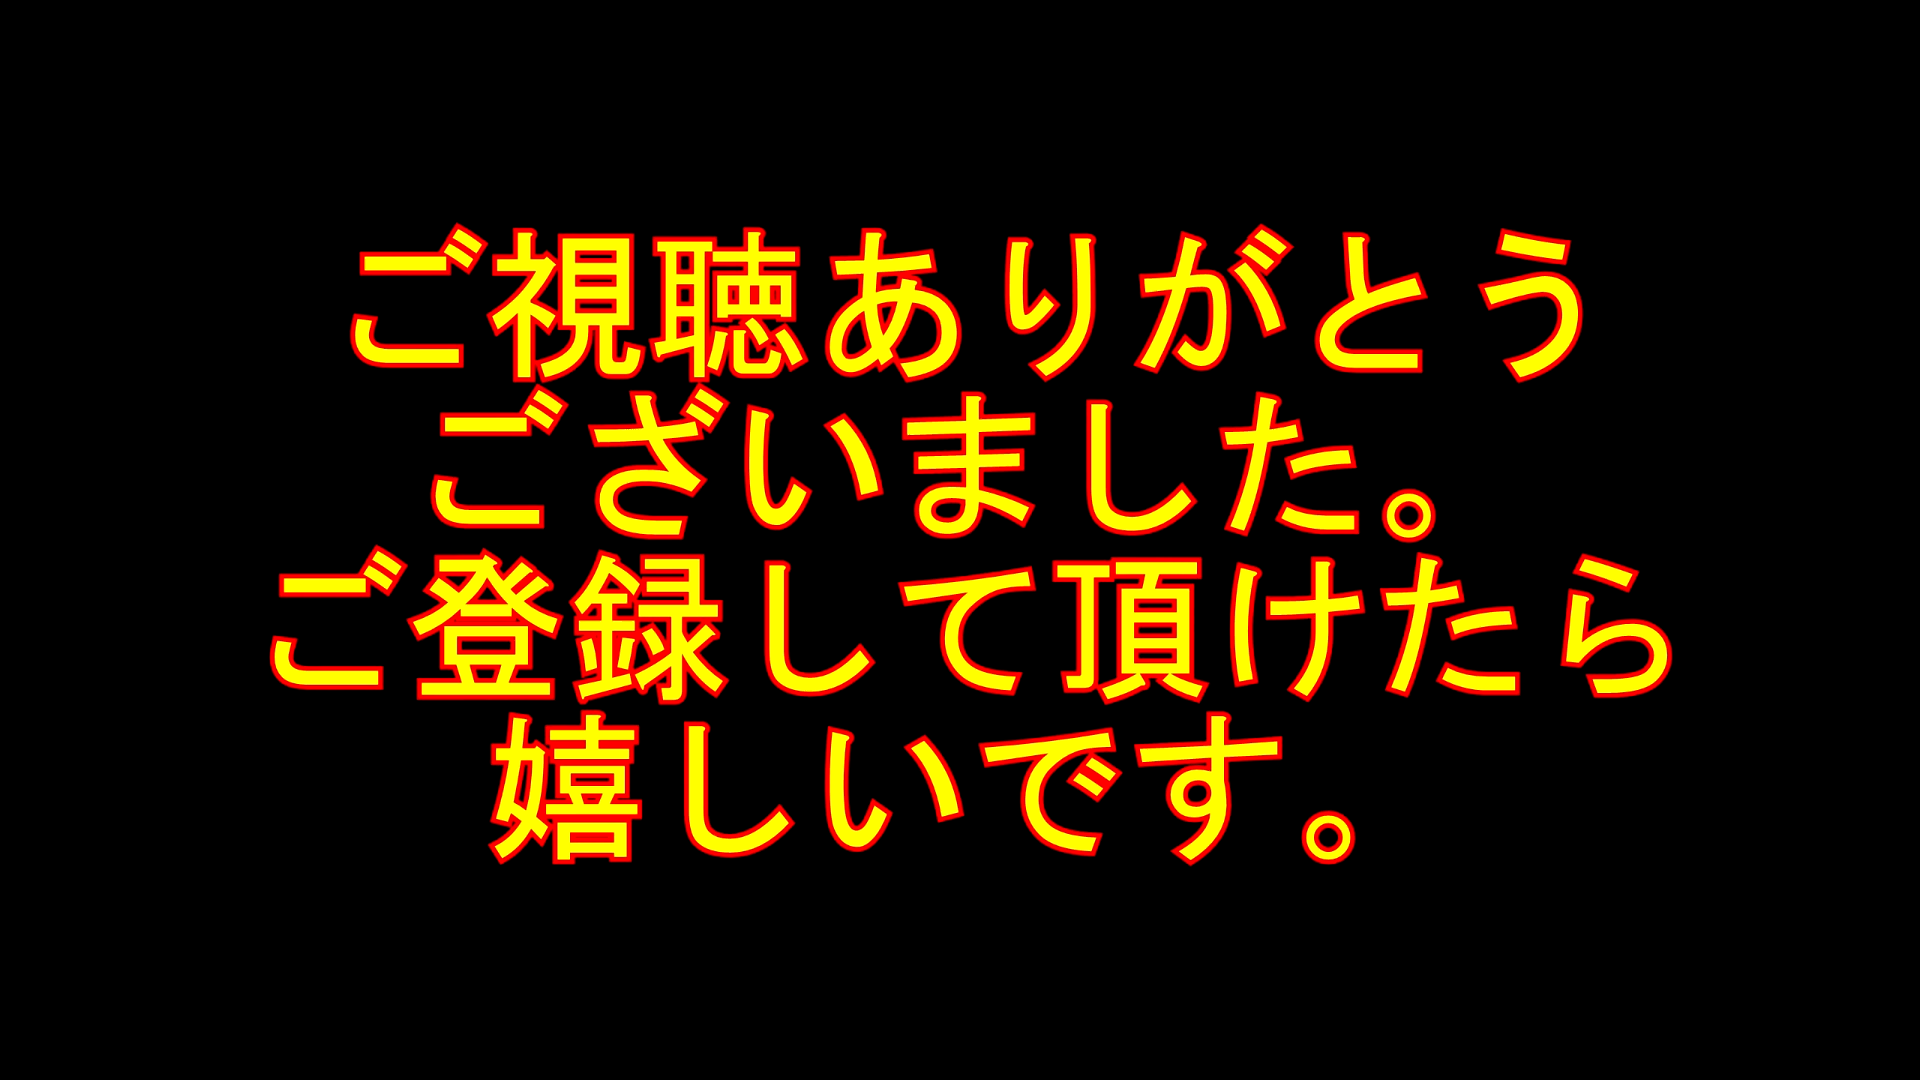 ご視聴ありがとう
ございました。
ご登録して頂けたら
嬉しいです。